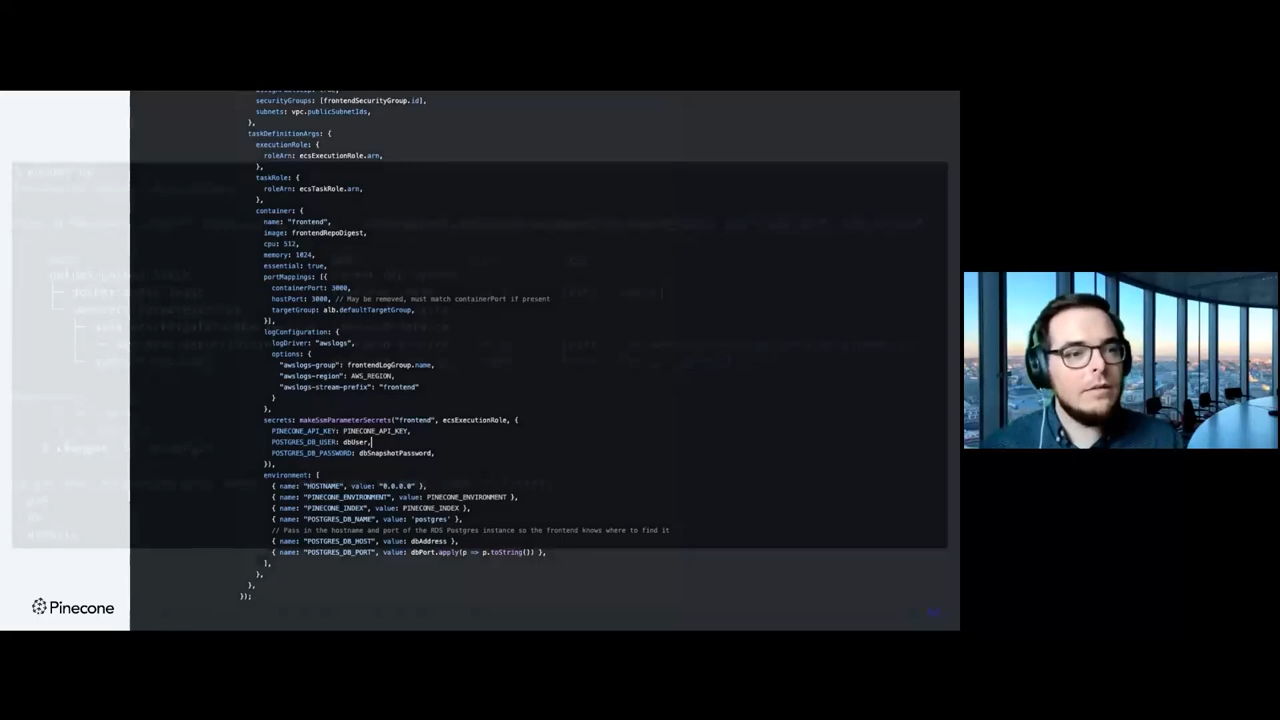 securityGroups: [frontendSecurityGroup.id],
subnets: vpc.publicSubnetIds,
},
taskDefinitionArgs: {
executionRole: {
roleArn: ecsExecutionRole.arn,
},
taskRole: {
roleArn: ecsTaskRole.arn,
},
container: {
name: "frontend",
image: frontendRepoDigest,
cpu: 512,
memory: 1024,
essential: true,
portMappings: [{
containerPort: 3000,
hostPort: 3000, // May be removed, must match containerPort if present
targetGroup: alb.defaultTargetGroup,
}],
logConfiguration: {
logDriver: "awslogs",
options: {
"awslogs-group": frontendLogGroup.name,
"awslogs-region": AWS_REGION,
"awslogs-stream-prefix": "frontend"
}
},
secrets: makeSsmParameterSecrets("frontend", ecsExecutionRole, {
PINECONE_API_KEY: PINECONE_API_KEY,
POSTGRES_DB_USER: dbUser,
POSTGRES_DB_PASSWORD: dbSnapshotPassword,
}),
environment: [
{ name: "HOSTNAME", value: "0.0.0.0" },
{ name: "PINECONE_ENVIRONMENT", value: PINECONE_ENVIRONMENT },
{ name: "PINECONE_INDEX", value: PINECONE_INDEX },
{ name: "POSTGRES_DB_NAME", value: 'postgres' },
// Pass in the hostname and port of the RDS Postgres instance so the frontend knows where to find it
{ name: "POSTGRES_DB_HOST", value: dbAddress },
{ name: "POSTGRES_DB_PORT", value: dbPort.apply(p => p.toString()) },
],
},
},
});
Pinecone